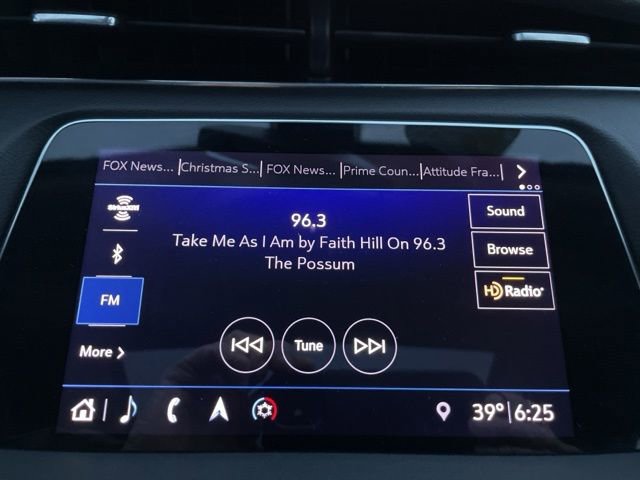 FOX News... Christmas S... FOX News... Prime Coun... Attitude Fra...
SiriusXM
96.3
Take Me As I Am by Faith Hill On 96.3
The Possum
Sound
Browse
HD Radio
FM
More
Tune
39° 6:25